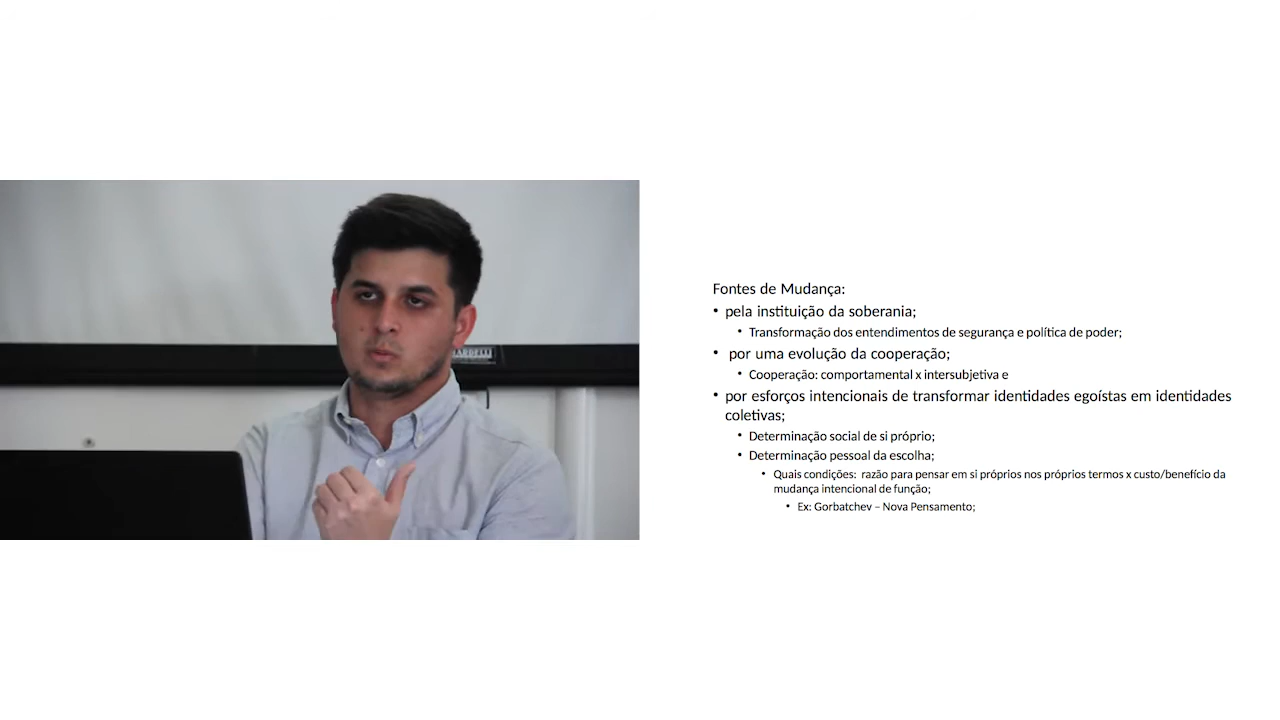 Fontes de Mudança:
• pela instituição da soberania;
• Transformação dos entendimentos de segurança e política de poder;
• por uma evolução da cooperação;
• Cooperação: comportamental x intersubjetiva e
• por esforços intencionais de transformar identidades egoístas em identidades
coletivas;
• Determinação social de si próprio;
• Determinação pessoal da escolha;
• Quais condições: razão para pensar em si próprios nos próprios termos x custo/benefício da
mudança intencional de função;
• Ex: Gorbatchev – Nova Pensamento;